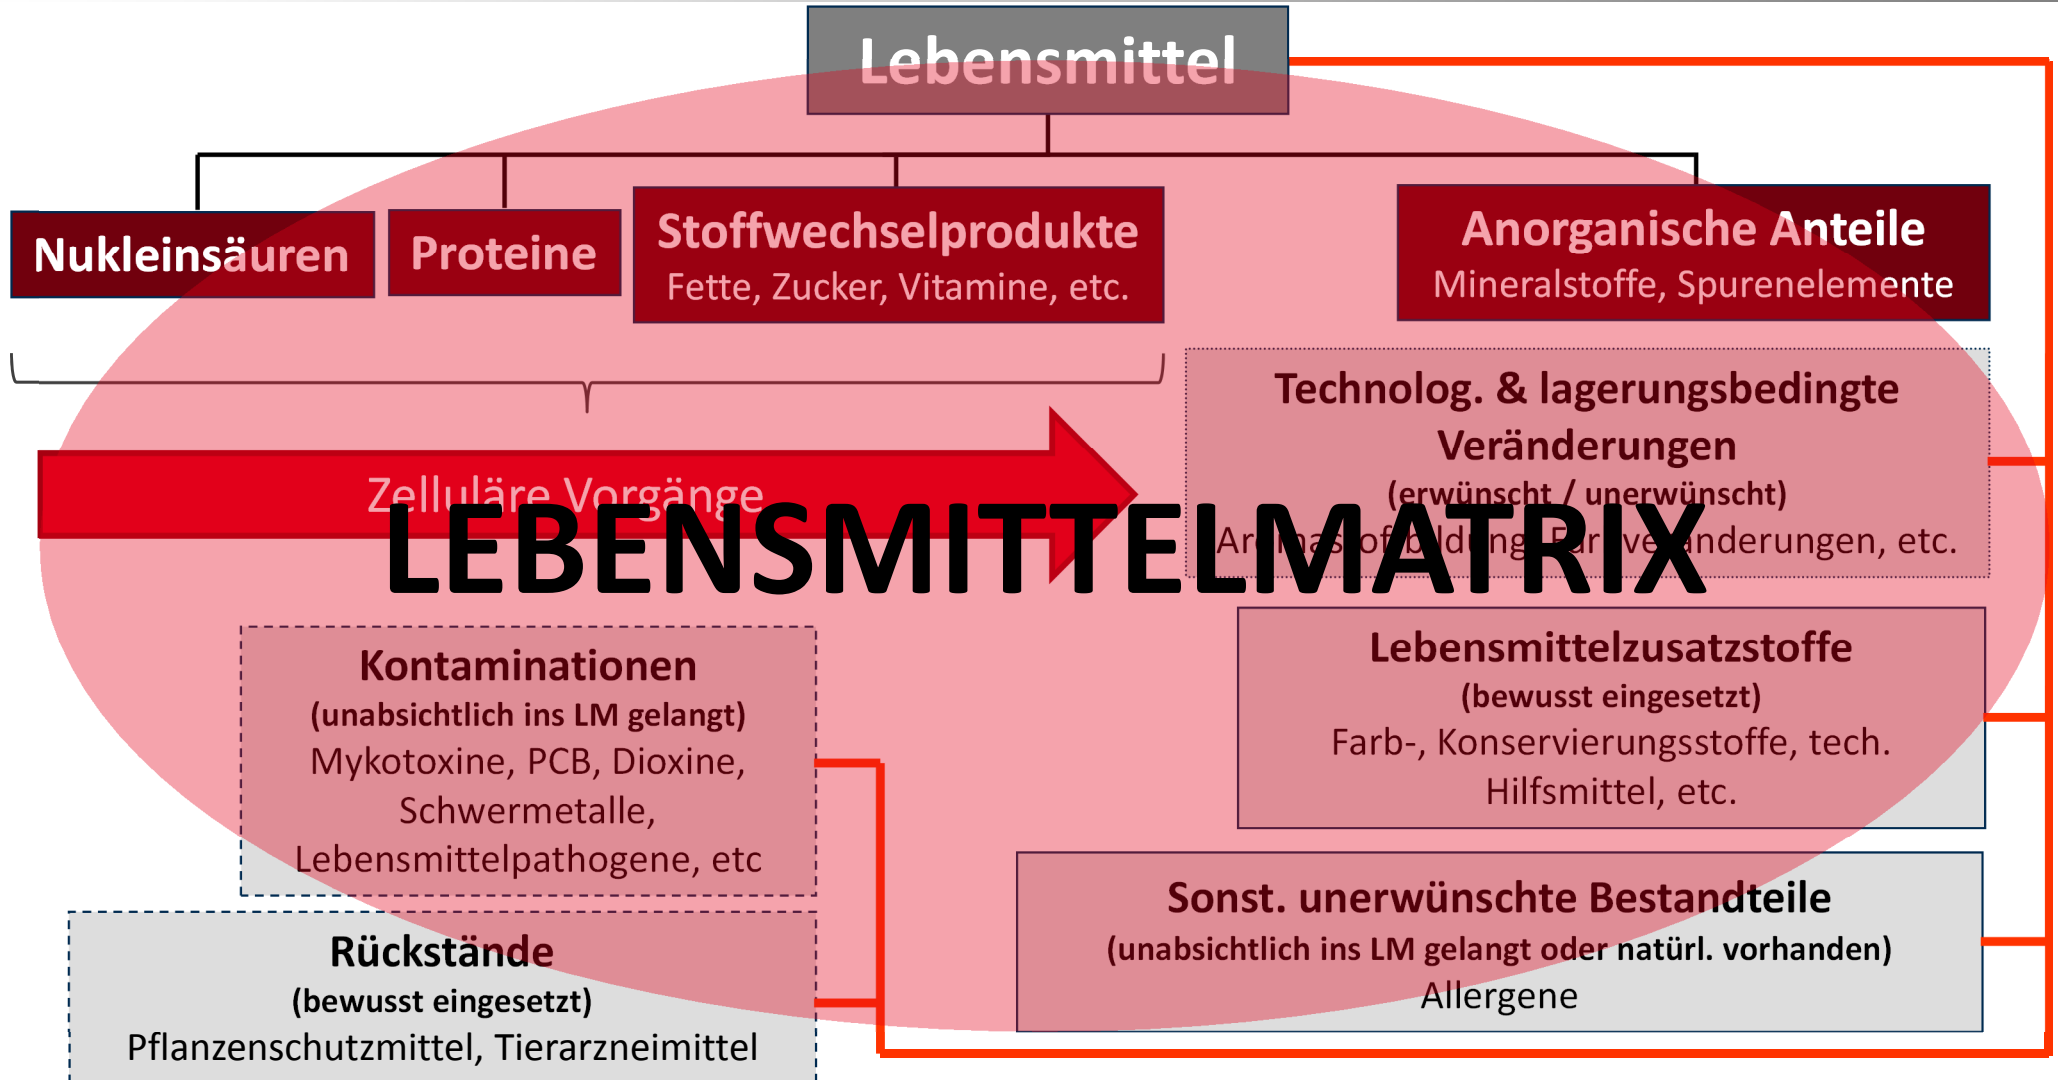 Lebensmittel
Nukleinsäuren
Proteine
Stoffwechselprodukte
Fette, Zucker, Vitamine, etc.
Anorganische Anteile
Mineralstoffe, Spurenelemente
Technolog. & lagerungsbedingte
Veränderungen
(erwünscht / unerwünscht)
Aromastoffbildung, Farbveränderungen, etc.
Zelluläre Vorgänge
LEBENSMITTELMATRIX
Kontaminationen
(unabsichtlich ins LM gelangt)
Mykotoxine, PCB, Dioxine,
Schwermetalle,
Lebensmittelpathogene, etc
Lebensmittelzusatzstoffe
(bewusst eingesetzt)
Farb-, Konservierungsstoffe, tech.
Hilfsmittel, etc.
Sonst. unerwünschte Bestandteile
(unabsichtlich ins LM gelangt oder natürl. vorhanden)
Allergene
Rückstände
(bewusst eingesetzt)
Pflanzenschutzmittel, Tierarzneimittel